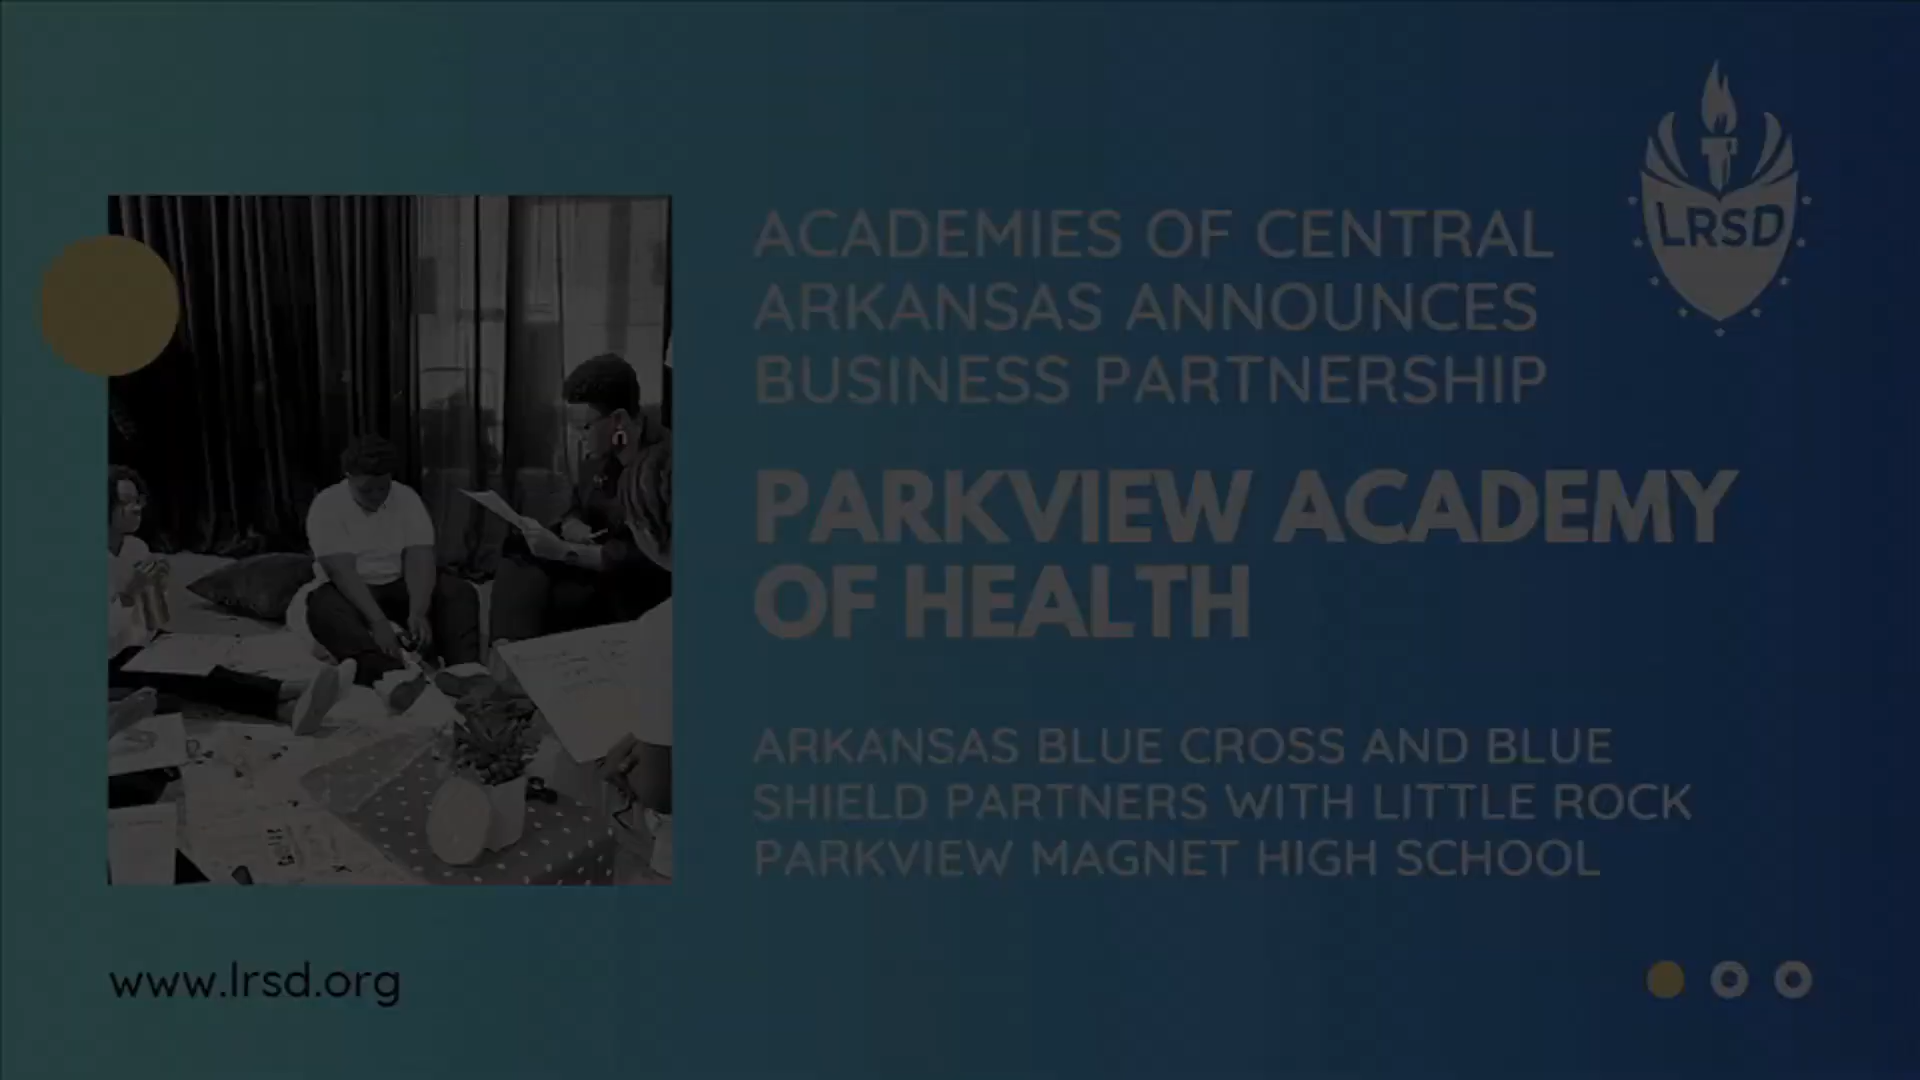 LRSD
ACADEMIES OF CENTRAL
ARKANSAS ANNOUNCES
BUSINESS PARTNERSHIP
PARKVIEW ACADEMY
OF HEALTH
ARKANSAS BLUE CROSS AND BLUE
SHIELD PARTNERS WITH LITTLE ROCK
PARKVIEW MAGNET HIGH SCHOOL
www.lrsd.org